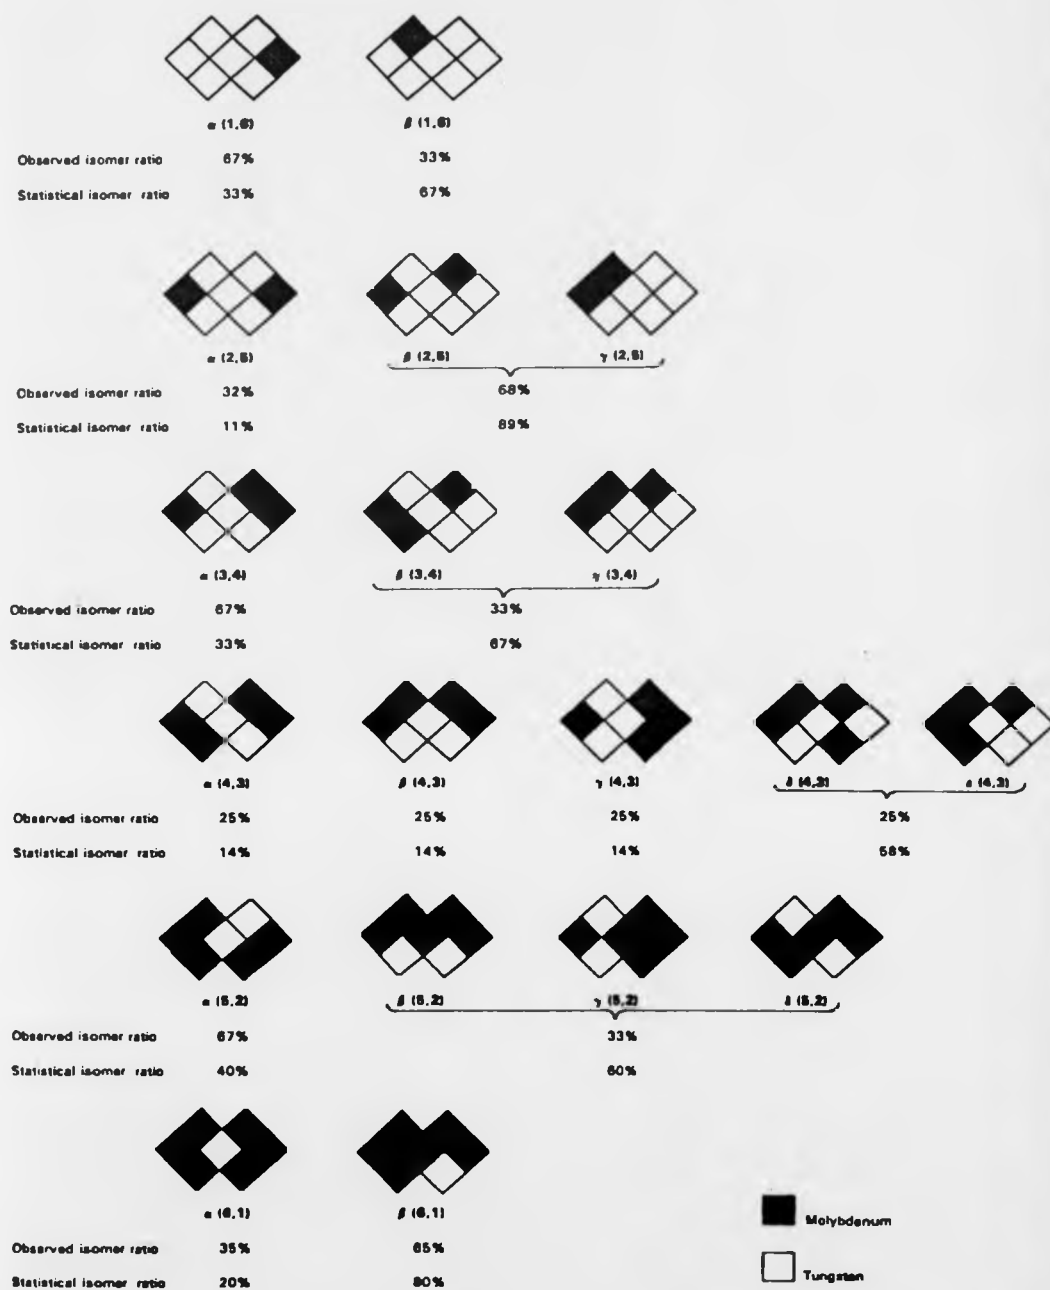 α (1,6) β (1,6)
Observed isomer ratio 67% 33%
Statistical isomer ratio 33% 67%
α (2,5) β (2,5) γ (2,5)
Observed isomer ratio 32% 68%
Statistical isomer ratio 11% 89%
α (3,4) β (3,4) γ (3,4)
Observed isomer ratio 67% 33%
Statistical isomer ratio 33% 67%
α (4,3) β (4,3) γ (4,3) δ (4,3) ε (4,3)
Observed isomer ratio 25% 25% 25% 25%
Statistical isomer ratio 14% 14% 14% 58%
α (5,2) β (5,2) γ (5,2) δ (5,2)
Observed isomer ratio 67% 33%
Statistical isomer ratio 40% 60%
α (6,1) β (6,1)
Molybdenum
Observed isomer ratio 35% 65%
Tungsten
Statistical isomer ratio 20% 80%